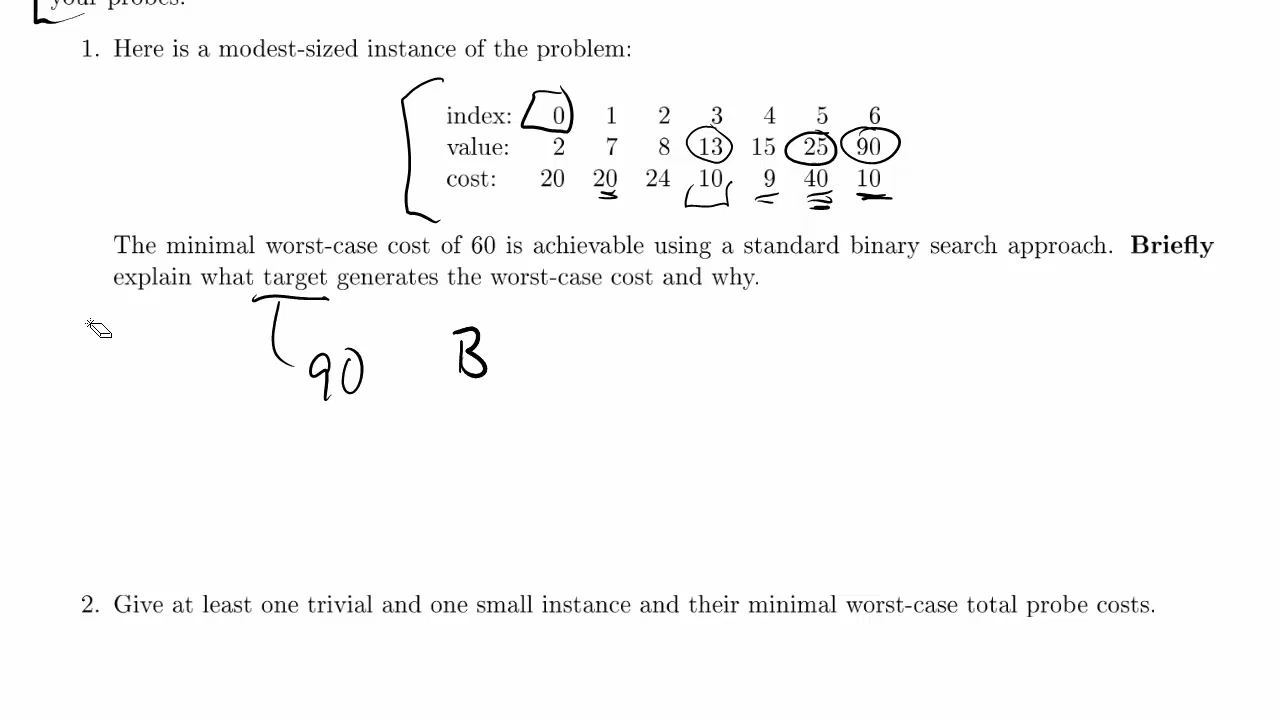 your probes.
1. Here is a modest-sized instance of the problem:
index: 0 1 2 3 4 5 6
value: 2 7 8 13 15 25 90
cost: 20 20 24 10 9 40 10
The minimal worst-case cost of 60 is achievable using a standard binary search approach. Briefly
explain what target generates the worst-case cost and why.
90 B
2. Give at least one trivial and one small instance and their minimal worst-case total probe costs.